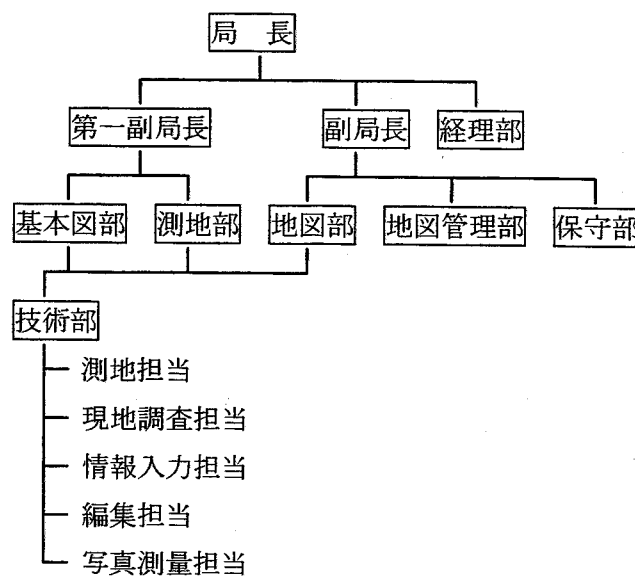 局 長
第一副局長 副局長 経理部
基本図部 測地部 地図部 地図管理部 保守部
技術部
測地担当
現地調査担当
情報入力担当
編集担当
写真測量担当